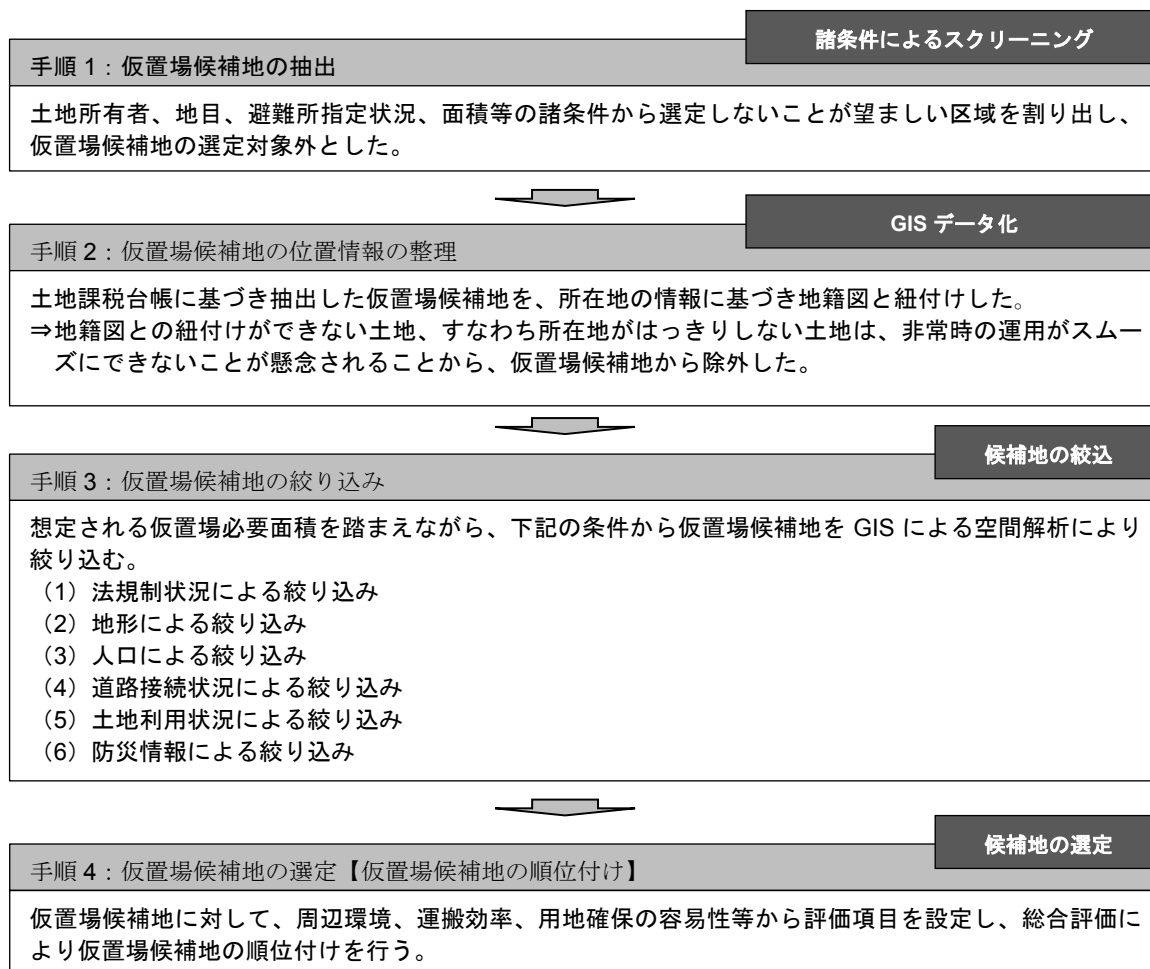 諸条件によるスクリーニング
手順 1：仮置場候補地の抽出
土地所有者、地目、避難所指定状況、面積等の諸条件から選定しないことが望ましい区域を割り出し、
仮置場候補地の選定対象外とした。
GIS データ化
手順 2：仮置場候補地の位置情報の整理
土地課税台帳に基づき抽出した仮置場候補地を、所在地の情報に基づき地籍図と紐付けした。
⇒地籍図との紐付けができない土地、すなわち所在地がはっきりしない土地は、非常時の運用がスムー
ズにできないことが懸念されることから、仮置場候補地から除外した。
候補地の絞込
手順 3：仮置場候補地の絞り込み
想定される仮置場必要面積を踏まえながら、下記の条件から仮置場候補地を GIS による空間解析により
絞り込む。
（1）法規制状況による絞り込み
（2）地形による絞り込み
（3）人口による絞り込み
（4）道路接続状況による絞り込み
（5）土地利用状況による絞り込み
（6）防災情報による絞り込み
候補地の選定
手順 4：仮置場候補地の選定【仮置場候補地の順位付け】
仮置場候補地に対して、周辺環境、運搬効率、用地確保の容易性等から評価項目を設定し、総合評価に
より仮置場候補地の順位付けを行う。